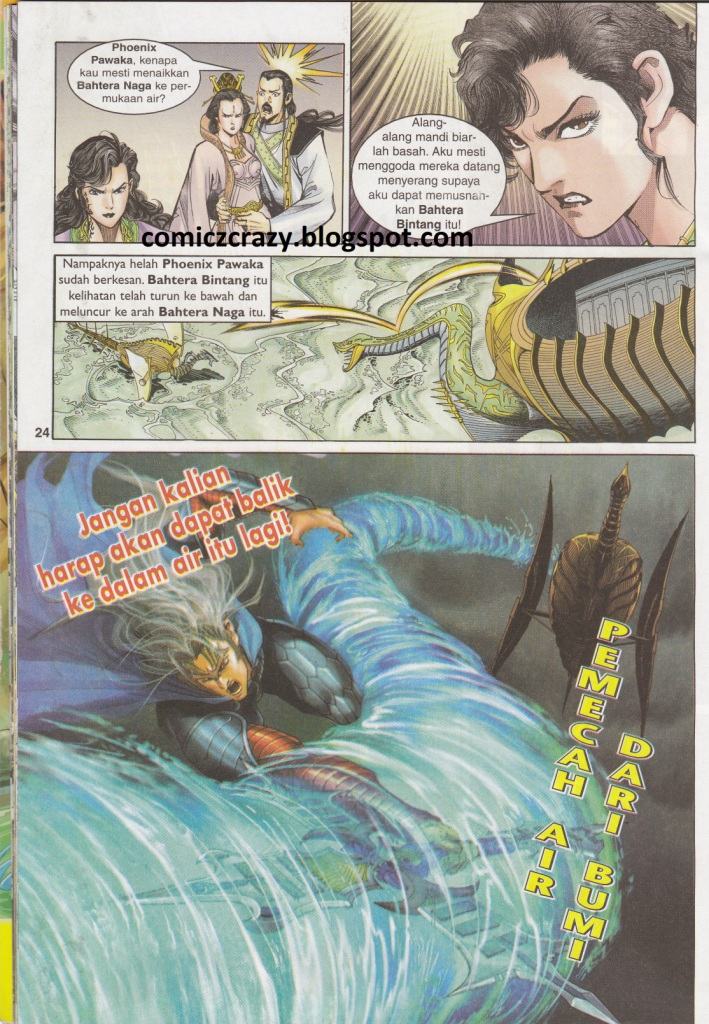 Phoenix
Pawaka, kenapa
kau mesti menaikkan
Bahtera Naga ke per-
mukaan air?
Alang-
alang mandi biar-
lah basah. Aku mesti
menggoda mereka datang
menyerang supaya
aku dapat memusnah-
kan Bahtera
Bintang itu!
comiczcrazy.blogspot.com
Nampaknya helah Phoenix Pawaka
sudah berkesan. Bahtera Bintang itu
kelihatan telah turun ke bawah dan
meluncur ke arah Bahtera Naga itu.
24
Jangan kalian
harap akan dapat balik
ke dalam air itu lagi!
PEMECAH AIR
DARI BUMI